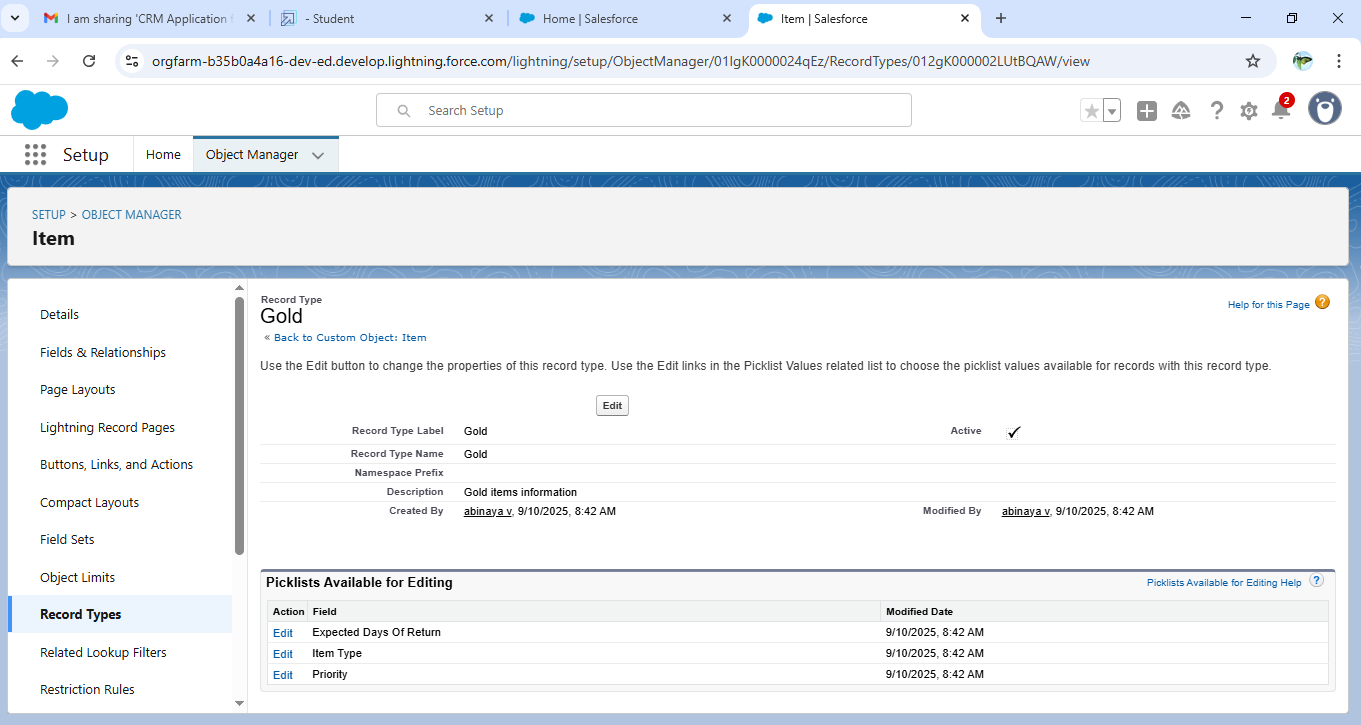 I am sharing 'CRM Application f
- Student
Home | Salesforce
Item | Salesforce
orgfarm-b35b0a4a16-dev-ed.develop.lightning.force.com/lightning/setup/ObjectManager/01IgK0000024qEz/RecordTypes/012gK000002LUtBQAW/view
Search Setup
2
Setup
Home
Object Manager
SETUP > OBJECT MANAGER
Item
Details
Fields & Relationships
Page Layouts
Lightning Record Pages
Buttons, Links, and Actions
Compact Layouts
Field Sets
Object Limits
Record Types
Related Lookup Filters
Restriction Rules
Record Type
Gold
Help for this Page ?
« Back to Custom Object: Item
Use the Edit button to change the properties of this record type. Use the Edit links in the Picklist Values related list to choose the picklist values available for records with this record type.
Edit
Record Type Label Gold Active
Record Type Name Gold
Namespace Prefix
Description Gold items information
Created By abinaya v, 9/10/2025, 8:42 AM Modified By abinaya v, 9/10/2025, 8:42 AM
Picklists Available for Editing Picklists Available for Editing Help ?
Action Field Modified Date
Edit Expected Days Of Return 9/10/2025, 8:42 AM
Edit Item Type 9/10/2025, 8:42 AM
Edit Priority 9/10/2025, 8:42 AM